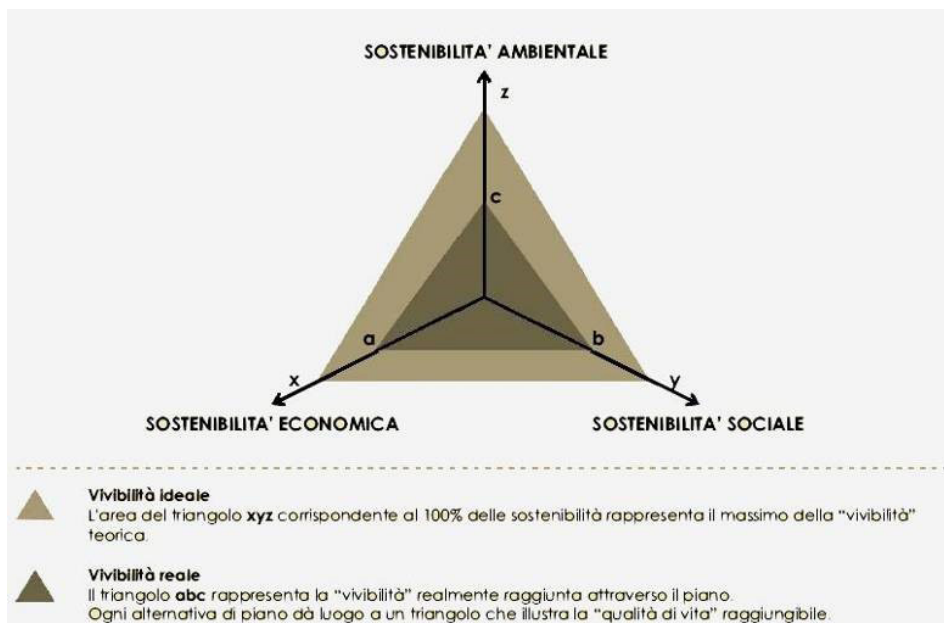 SOSTENIBILITA' AMBIENTALE
z
c
a
b
x
y
SOSTENIBILITA' ECONOMICA
SOSTENIBILITA' SOCIALE
Vivibilità ideale
L'area del triangolo xyz corrispondente al 100% delle sostenibilità rappresenta il massimo della "vivibilità"
teorica.
Vivibilità reale
Il triangolo abc rappresenta la "vivibilità" realmente raggiunta attraverso il piano.
Ogni alternativa di piano dà luogo a un triangolo che illustra la "qualità di vita" raggiungibile.